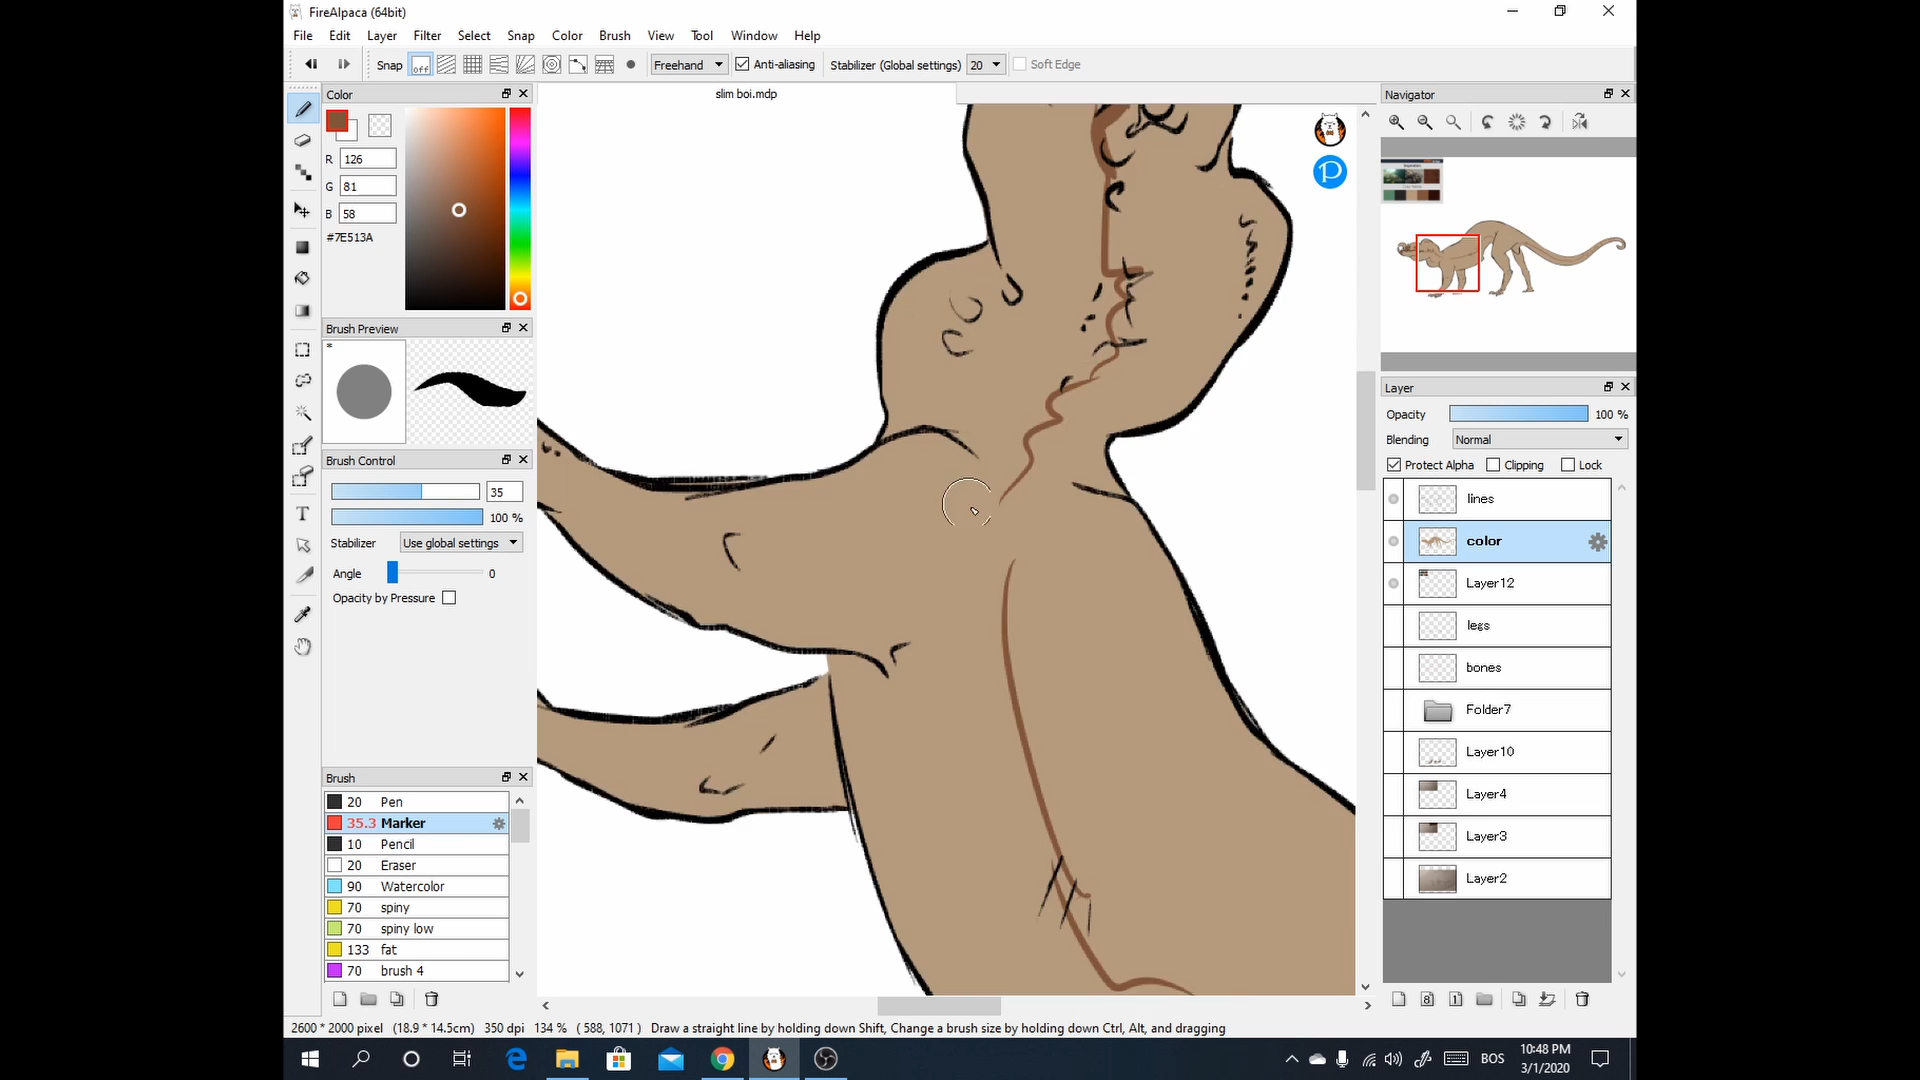 FireAlpaca (64bit)
File Edit Layer Filter Select Snap Color Brush View Tool Window Help
Snap off Freehand Anti-aliasing Stabilizer (Global settings) 20 Soft Edge
Color
slim boi.mdp
Navigator
R 126
G 81
B 58
#7E513A
Brush Preview
*
Layer
Opacity 100 %
Blending Normal
Protect Alpha Clipping Lock
Brush Control
35
100 %
Stabilizer Use global settings
Angle 0
Opacity by Pressure
lines
color
Layer12
legs
bones
Folder7
Layer10
Layer4
Layer3
Layer2
Brush
20 Pen
35.3 Marker
10 Pencil
20 Eraser
90 Watercolor
70 spiny
70 spiny low
133 fat
70 brush 4
8 1
T
P
2600 * 2000 pixel (18.9 * 14.5cm) 350 dpi 134 % ( 588, 1071 ) Draw a straight line by holding down Shift, Change a brush size by holding down Ctrl, Alt, and dragging
BOS
10:48 PM
3/1/2020